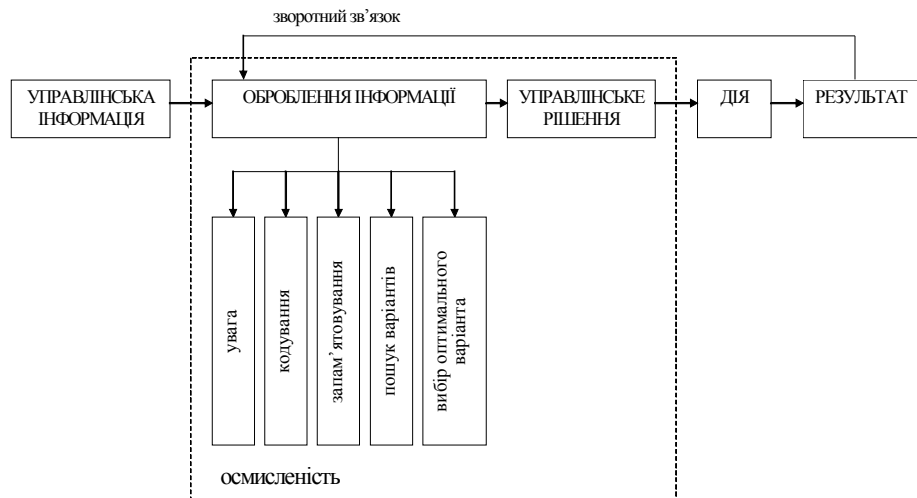 зворотний зв’язок
УПРАВЛІНСЬКА
ІНФОРМАЦІЯ
ОБРОБЛЕННЯ ІНФОРМАЦІЇ
УПРАВЛІНСЬКЕ
РІШЕННЯ
ДІЯ
РЕЗУЛЬТАТ
увага
кодування
запам’ятовування
пошук варіантів
вибір оптимального
варіанта
осмисленість